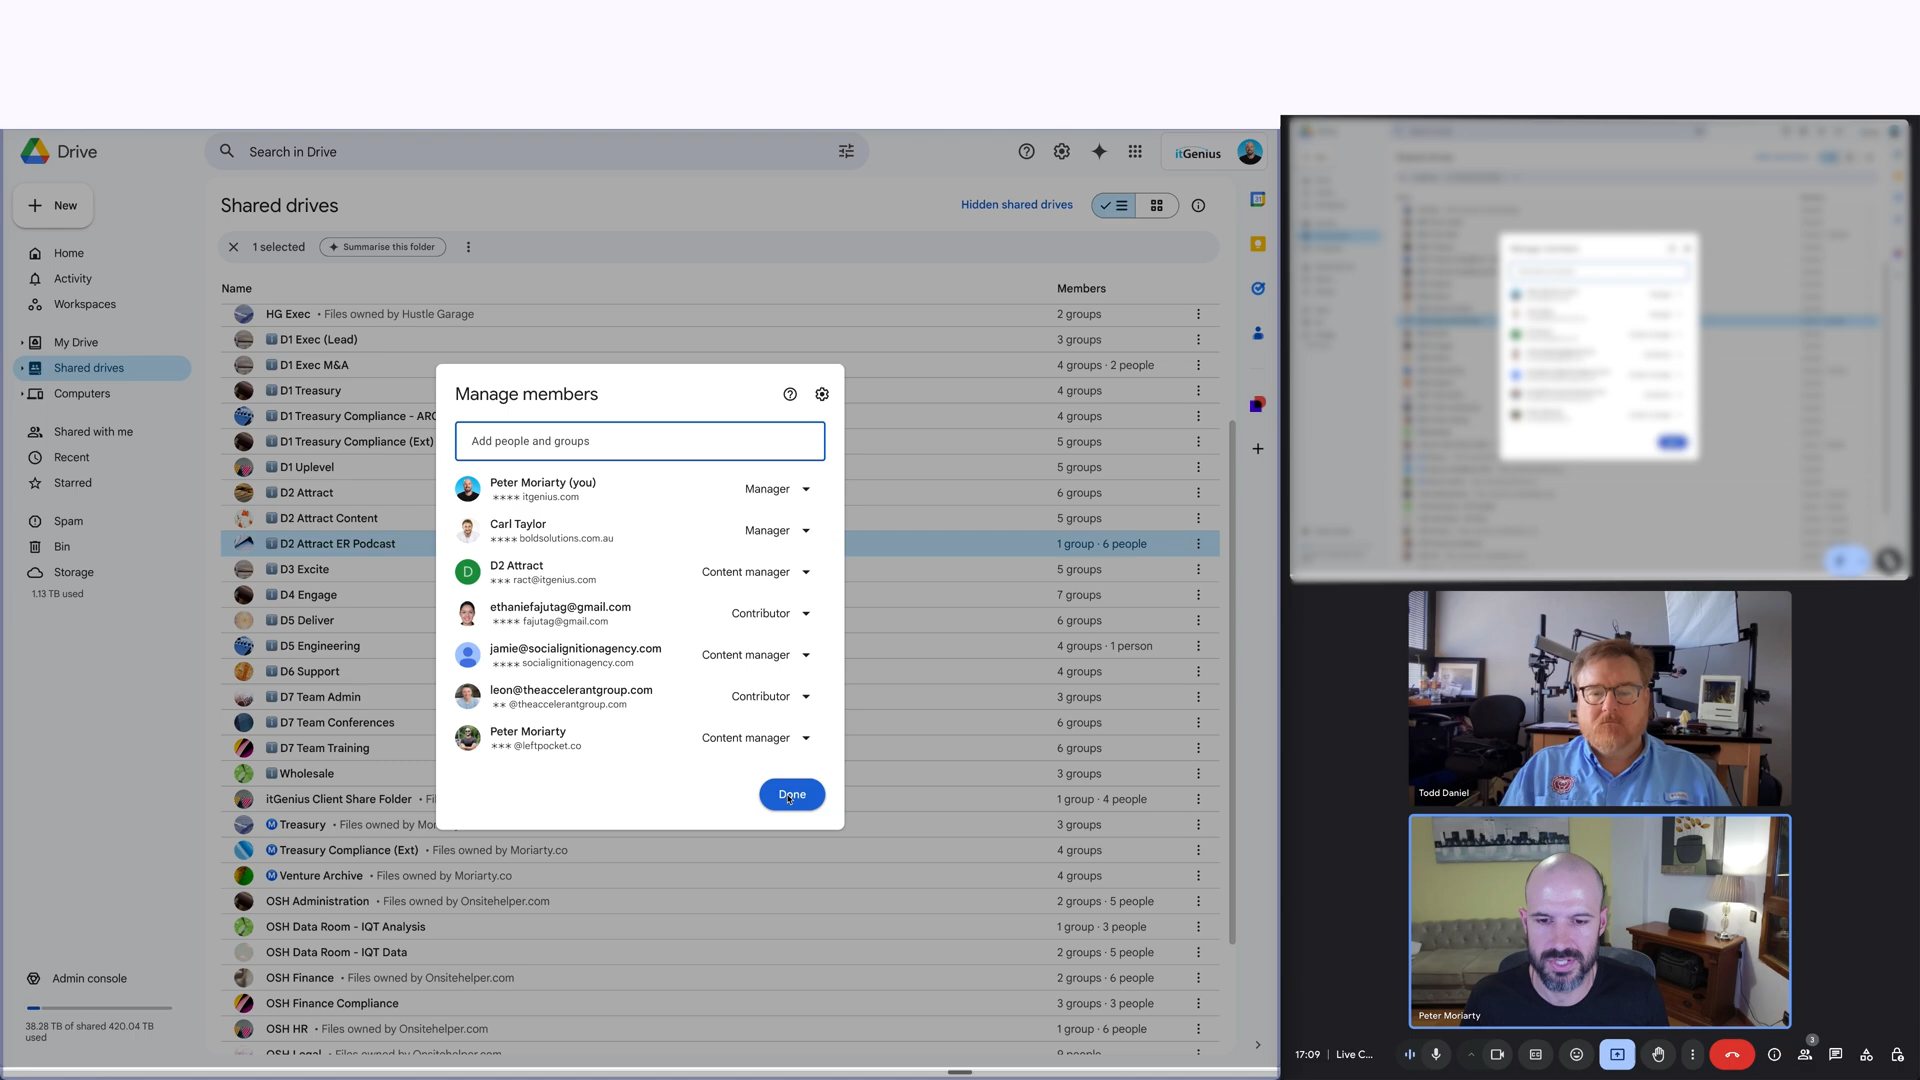 Drive
Search in Drive
itGenius
New
Shared drives
Hidden shared drives
1 selected
Summarise this folder
Home
Activity
Workspaces
My Drive
Shared drives
Computers
Shared with me
Recent
Starred
Spam
Bin
Storage
1.13 TB used
Admin console
38.28 TB of shared 420.04 TB
used
Name
Members
HG Exec • Files owned by Hustle Garage
2 groups
D1 Exec (Lead)
3 groups
D1 Exec M&A
4 groups · 2 people
D1 Treasury
4 groups
D1 Treasury Compliance - ARC
4 groups
D1 Treasury Compliance (Ext)
5 groups
D1 Uplevel
5 groups
D2 Attract
6 groups
D2 Attract Content
5 groups
D2 Attract ER Podcast
1 group · 6 people
D3 Excite
5 groups
D4 Engage
7 groups
D5 Deliver
6 groups
D5 Engineering
4 groups · 1 person
D6 Support
4 groups
D7 Team Admin
3 groups
D7 Team Conferences
6 groups
D7 Team Training
6 groups
Wholesale
3 groups
itGenius Client Share Folder • Fil
1 group · 4 people
Treasury • Files owned by Mor
3 groups
Treasury Compliance (Ext) • Files owned by Moriarty.co
4 groups
Venture Archive • Files owned by Moriarty.co
4 groups
OSH Administration • Files owned by Onsitehelper.com
2 groups · 5 people
OSH Data Room - IQT Analysis
1 group · 3 people
OSH Data Room - IQT Data
2 groups · 5 people
OSH Finance • Files owned by Onsitehelper.com
2 groups · 6 people
OSH Finance Compliance
3 groups · 3 people
OSH HR • Files owned by Onsitehelper.com
1 group · 6 people
OSH Legal • Files owned by Onsitehelper.com
9 people
Manage members
Add people and groups
Peter Moriarty (you)
**** itgenius.com
Manager
Carl Taylor
**** boldsolutions.com.au
Manager
D
D2 Attract
*** ract@itgenius.com
Content manager
ethaniefajutag@gmail.com
**** fajutag@gmail.com
Contributor
jamie@socialignitionagency.com
**** socialignitionagency.com
Content manager
leon@theaccelerantgroup.com
** @theaccelerantgroup.com
Contributor
Peter Moriarty
*** @leftpocket.co
Content manager
Done
Todd Daniel
Peter Moriarty
17:09 | Live C...
3